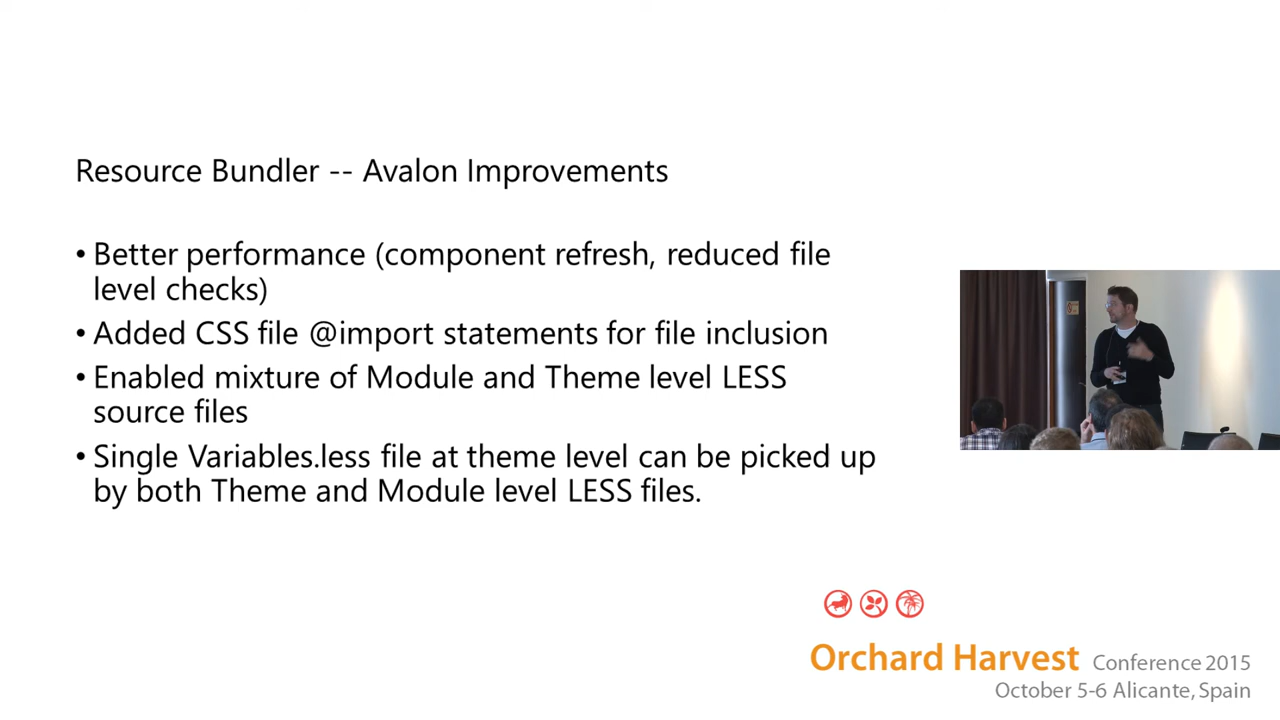 Resource Bundler -- Avalon Improvements
• Better performance (component refresh, reduced file
level checks)
• Added CSS file @import statements for file inclusion
• Enabled mixture of Module and Theme level LESS
source files
• Single Variables.less file at theme level can be picked up
by both Theme and Module level LESS files.
Orchard Harvest Conference 2015
October 5-6 Alicante, Spain